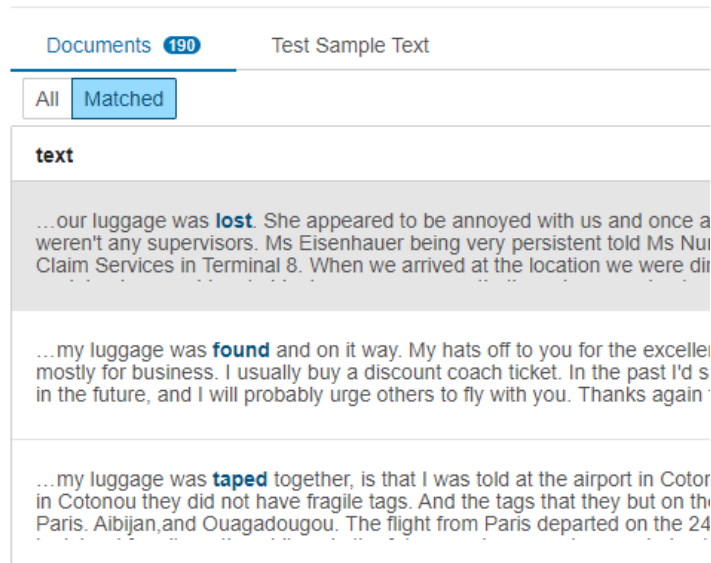 Documents 190 Test Sample Text
All Matched
text
…our luggage was lost. She appeared to be annoyed with us and once a
weren't any supervisors. Ms Eisenhauer being very persistent told Ms
Claim Services in Terminal 8. When we arrived at the location we were
…my luggage was found and on it way. My hats off to you for the
mostly for business. I usually buy a discount coach ticket. In the past I'd
in the future, and I will probably urge others to fly with you. Thanks again
…my luggage was taped together, is that I was told at the airport in
in Cotonou they did not have fragile tags. And the tags that they but on
Paris. Aibijan,and Ouagadougou. The flight from Paris departed on the 24